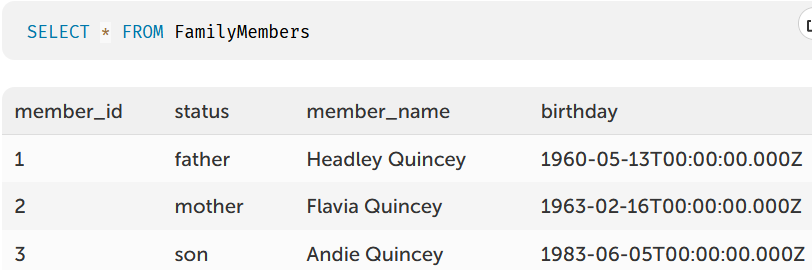 SELECT * FROM FamilyMembers
member_id status member_name birthday
1 father Headley Quincey 1960-05-13T00:00:00.000Z
2 mother Flavia Quincey 1963-02-16T00:00:00.000Z
3 son Andie Quincey 1983-06-05T00:00:00.000Z